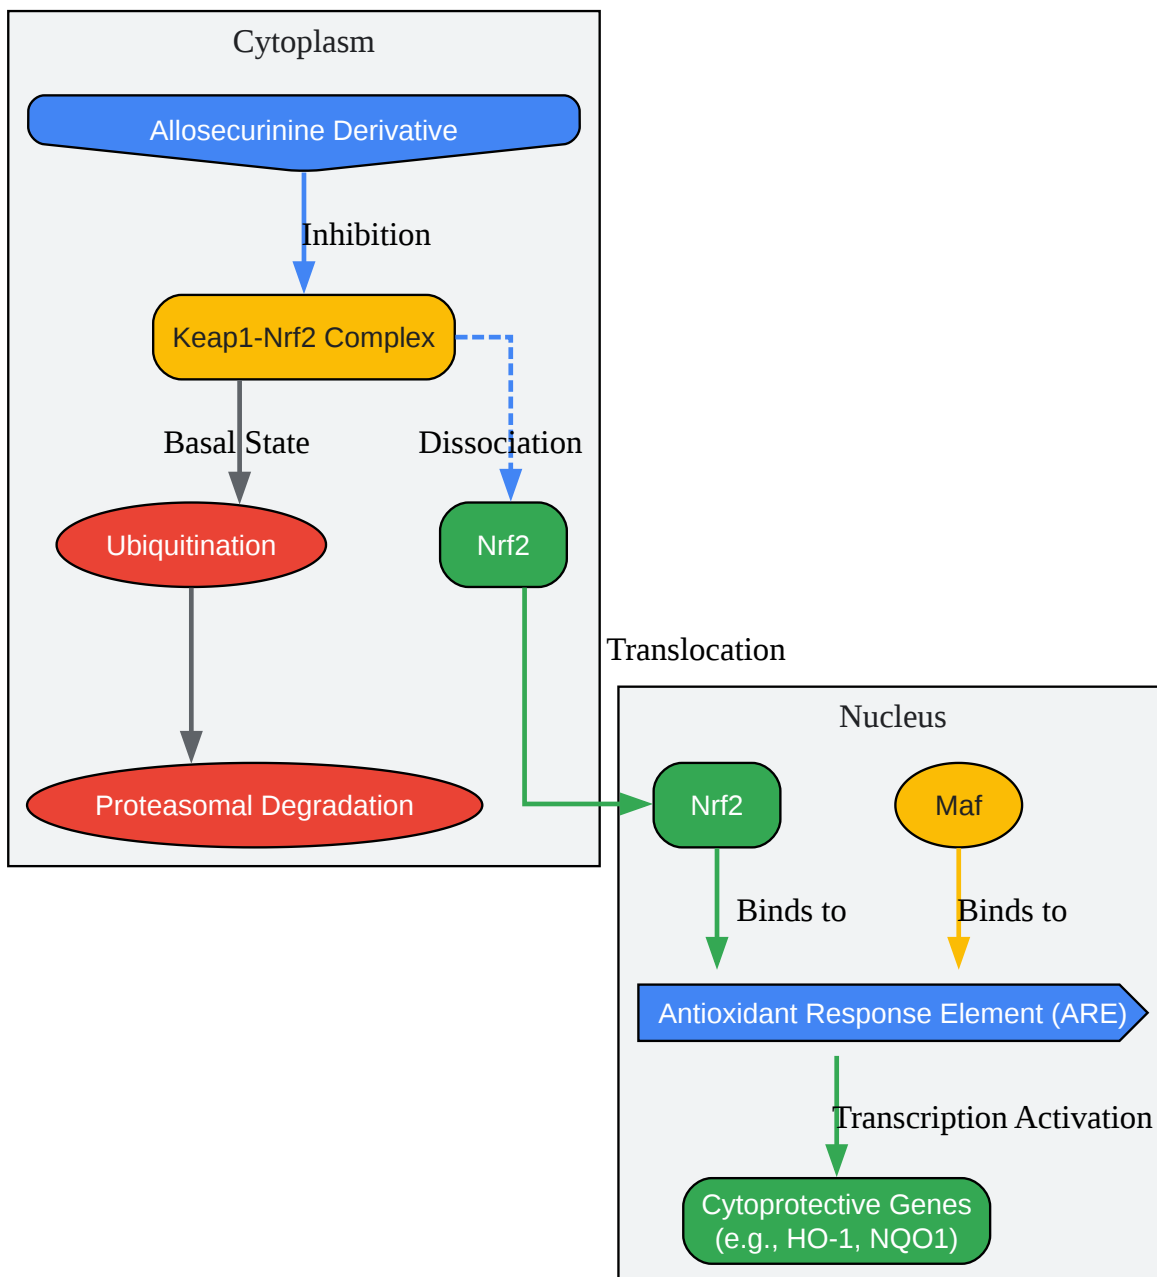 Cytoplasm
Allosecurinine Derivative
Inhibition
Keap1-Nrf2 Complex
Basal State
Dissociation
Ubiquitination
Nrf2
Translocation
Proteasomal Degradation
Nucleus
Nrf2
Maf
Binds to
Binds to
Antioxidant Response Element (ARE)
Transcription Activation
Cytoprotective Genes
(e.g., HO-1, NQO1)